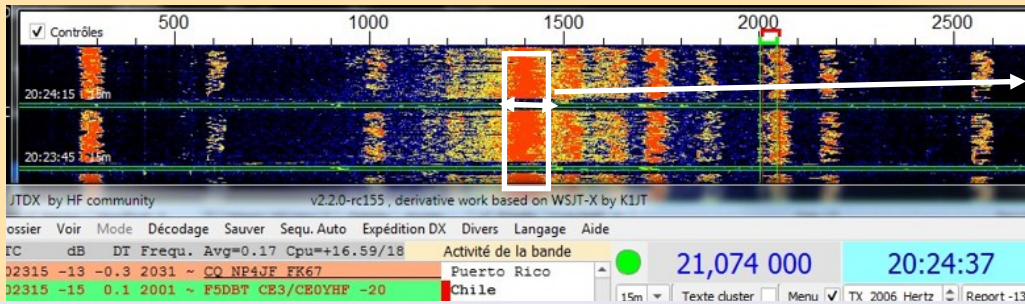 500 1000 1500 2000 2500
Contrôles
20:24:15 15m
20:23:45 15m
JTDX by HF community v2.2.0-rc155 , derivative work based on WSJT-X by K1JT
ossier Voir Mode Décodage Sauver Sequ. Auto Expédition DX Divers Langage Aide
TC dB DT Frequ. Avg=0.17 Cpu=+16.59/18 Activité de la bande
02315 -13 -0.3 2031 ~ CQ NP4JF FK67 Puerto Rico
02315 -15 0.1 2001 ~ F5DBT CE3/CE0YHF -20 Chile
21,074 000 20:24:37
15m Texte cluster Menu TX 2006 Hertz Report -13